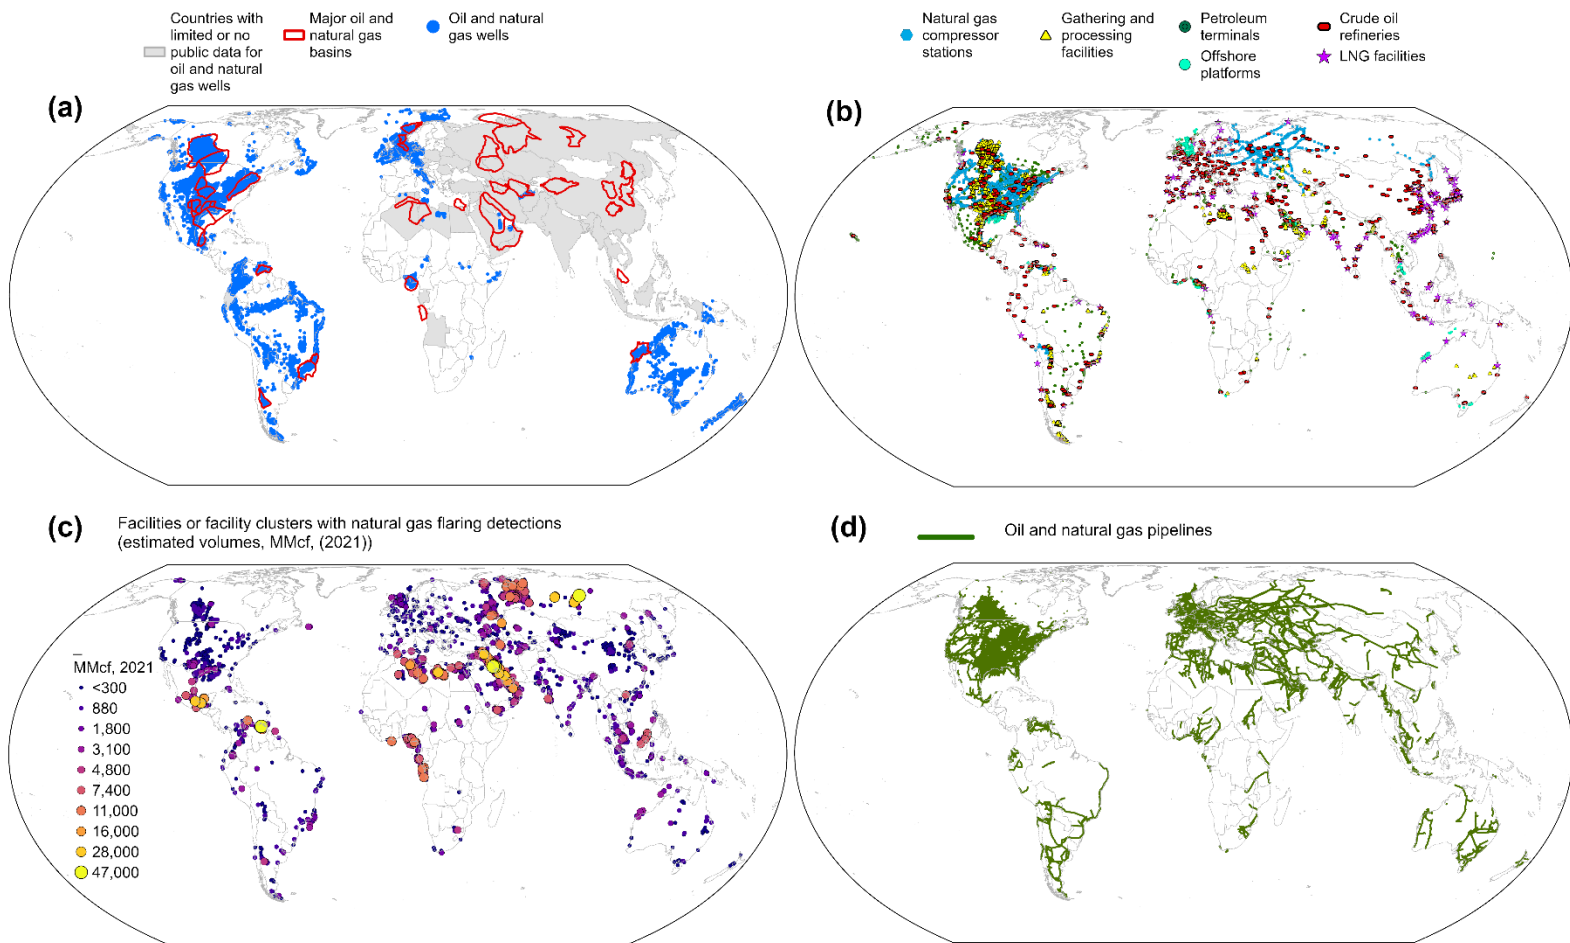 Countries with
limited or no
public data for
oil and natural
gas wells
Major oil and
natural gas
basins
Oil and natural
gas wells
(a)
Natural gas
compressor
stations
Gathering and
processing
facilities
Petroleum
terminals
Offshore
platforms
Crude oil
refineries
LNG facilities
(b)
(c)
Facilities or facility clusters with natural gas flaring detections
(estimated volumes, MMcf, (2021))
MMcf, 2021
<300
880
1,800
3,100
4,800
7,400
11,000
16,000
28,000
47,000
(d)
Oil and natural gas pipelines